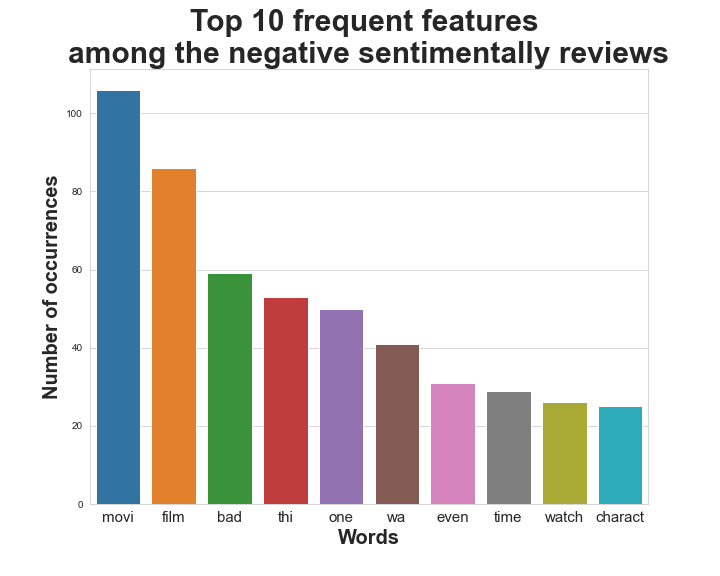 Top 10 frequent features
among the negative sentimentally reviews
Number of occurrences
100
80
60
40
20
0
movi film bad thi one wa even time watch charact
Words